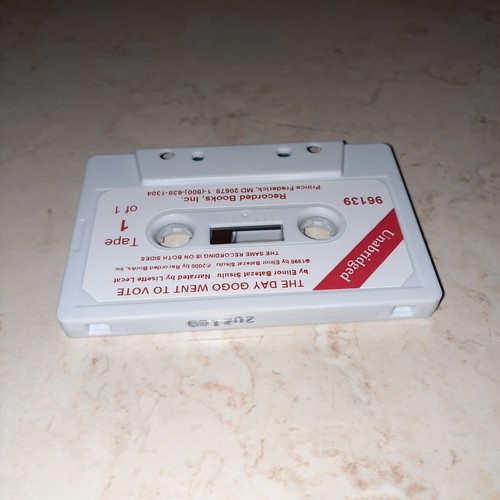 THE DAY GOGO WENT TO VOTE
by Elinor Batezat Sisulu Narrated by Lisette Lecat
Unabridged
℗1996 by Elinor Batezat Sisulu ©2000 by Recorded Books, Inc.
THE SAME RECORDING IS ON BOTH SIDES
Tape
1
of 1
96139
Recorded Books, Inc.
Prince Frederick, MD 20678 1-(800)-638-1304